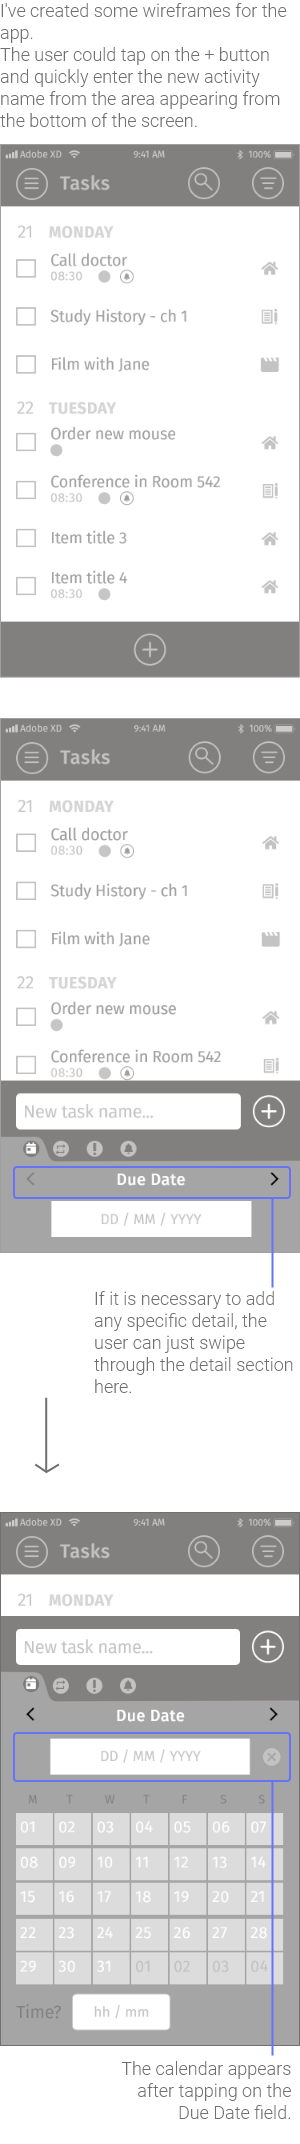 I've created some wireframes for the
app.
The user could tap on the + button
and quickly enter the new activity
name from the area appearing from
the bottom of the screen.
Adobe XD 9:41 AM 100%
Tasks
21 MONDAY
Call doctor
08:30
Study History - ch 1
Film with Jane
22 TUESDAY
Order new mouse
Conference in Room 542
08:30
Item title 3
Item title 4
08:30
Adobe XD 9:41 AM 100%
Tasks
21 MONDAY
Call doctor
08:30
Study History - ch 1
Film with Jane
22 TUESDAY
Order new mouse
Conference in Room 542
08:30
New task name...
Due Date
DD / MM / YYYY
If it is necessary to add
any specific detail, the
user can just swipe
through the detail section
here.
Adobe XD 9:41 AM 100%
Tasks
21 MONDAY
New task name...
Due Date
DD / MM / YYYY
M T W T F S S
01 02 03 04 05 06 07
08 09 10 11 12 13 14
15 16 17 18 19 20 21
22 23 24 25 26 27 28
29 30 31 01 02 03 04
Time? hh / mm
The calendar appears
after tapping on the
Due Date field.